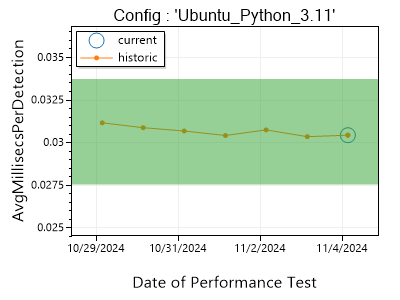 Config : 'Ubuntu_Python_3.11'
current
historic
AvgMillisecsPerDetection
0.035
0.0325
0.03
0.0275
0.025
10/29/2024 10/31/2024 11/2/2024 11/4/2024
Date of Performance Test